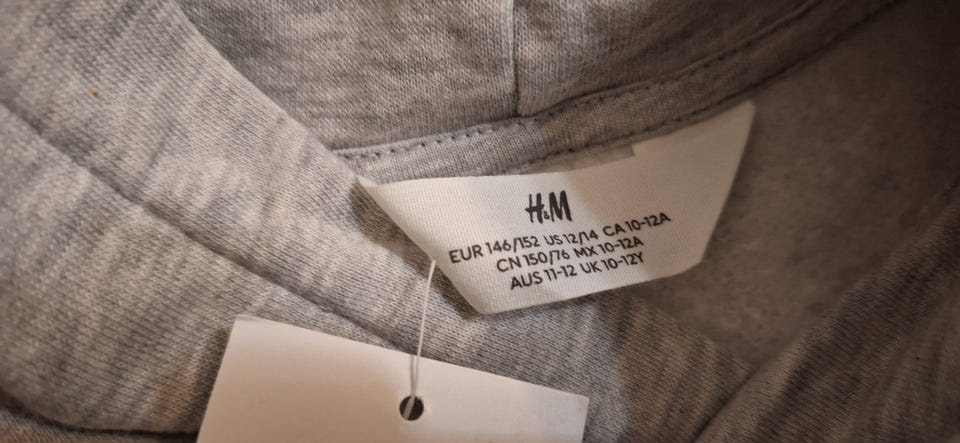 H&M
EUR 146/152 US 12/14 CA 10-12A
CN 150/76 MX 10-12A
AUS 11-12 UK 10-12Y